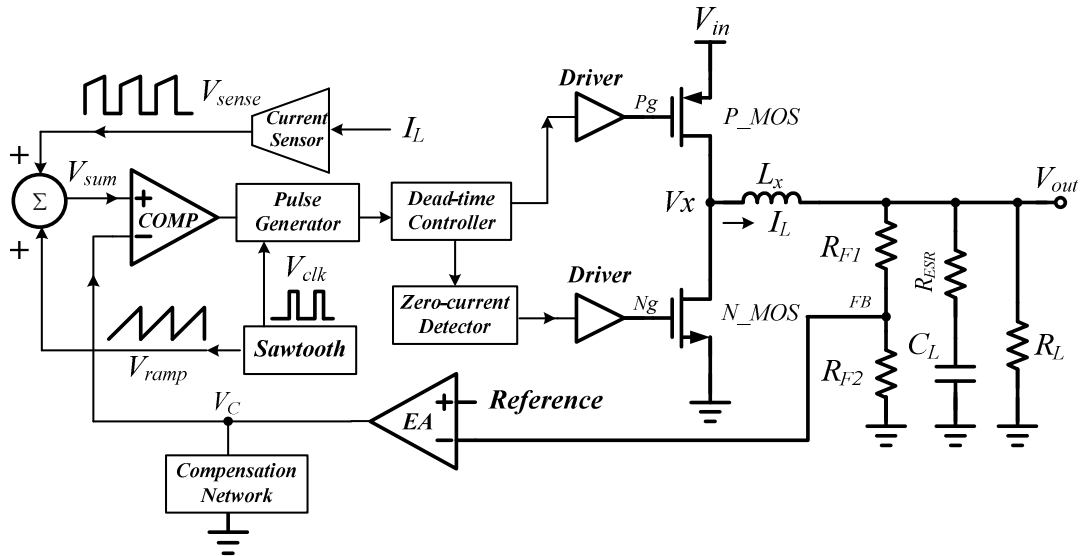 V_in
Driver
V_sense
Pg
Current
Sensor
I_L
P_MOS
+
V_sum
L_x
V_out
Σ
+
COMP
−
Pulse
Generator
Dead-time
Controller
Vx
I_L
+
R_F1
R_ESR
V_clk
Driver
Zero-current
Detector
Ng
N_MOS
FB
Sawtooth
V_ramp
C_L
R_L
R_F2
V_C
+
EA
−
Reference
Compensation
Network